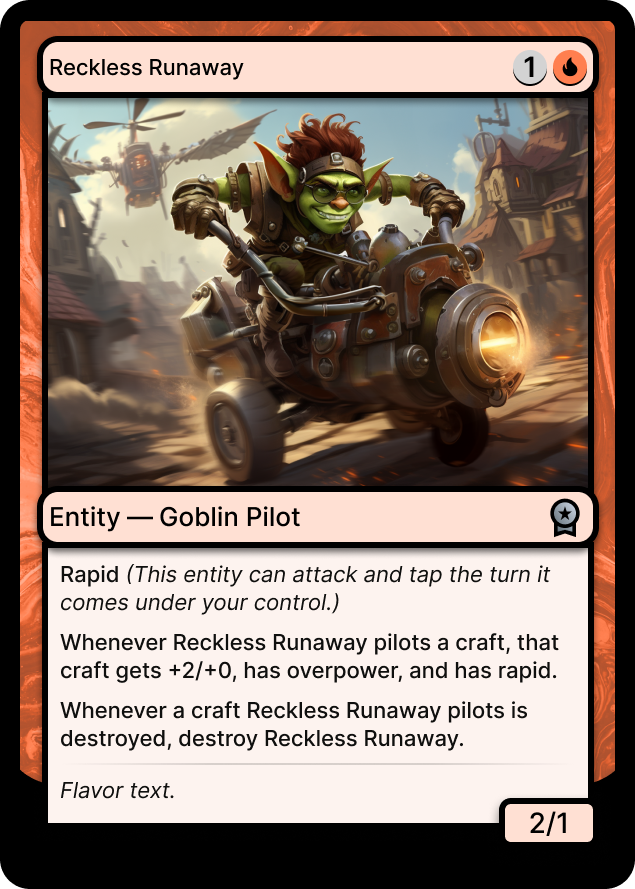 Reckless Runaway 1
Entity — Goblin Pilot
Rapid (This entity can attack and tap the turn it
comes under your control.)
Whenever Reckless Runaway pilots a craft, that
craft gets +2/+0, has overpower, and has rapid.
Whenever a craft Reckless Runaway pilots is
destroyed, destroy Reckless Runaway.
Flavor text.
2/1